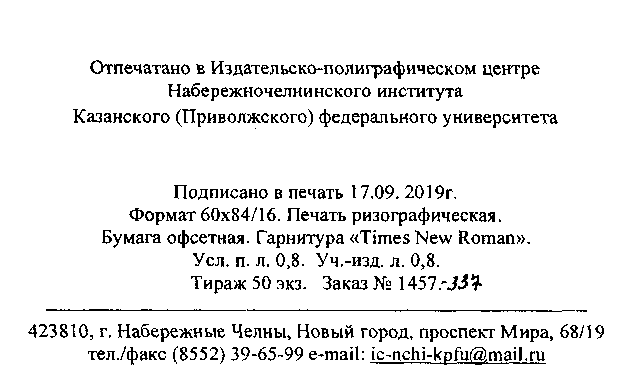 Отпечатано в Издательско-полиграфическом центре
Набережночелнинского института
Казанского (Приволжского) федерального университета
Подписано в печать 17.09. 2019г.
Формат 60х84/16. Печать ризографическая.
Бумага офсетная. Гарнитура «Times New Roman».
Усл. п. л. 0,8. Уч.-изд. л. 0,8.
Тираж 50 экз. Заказ № 1457-337
423810, г. Набережные Челны, Новый город, проспект Мира, 68/19
тел./факс (8552) 39-65-99 e-mail: ic-nchi-kpfu@mail.ru